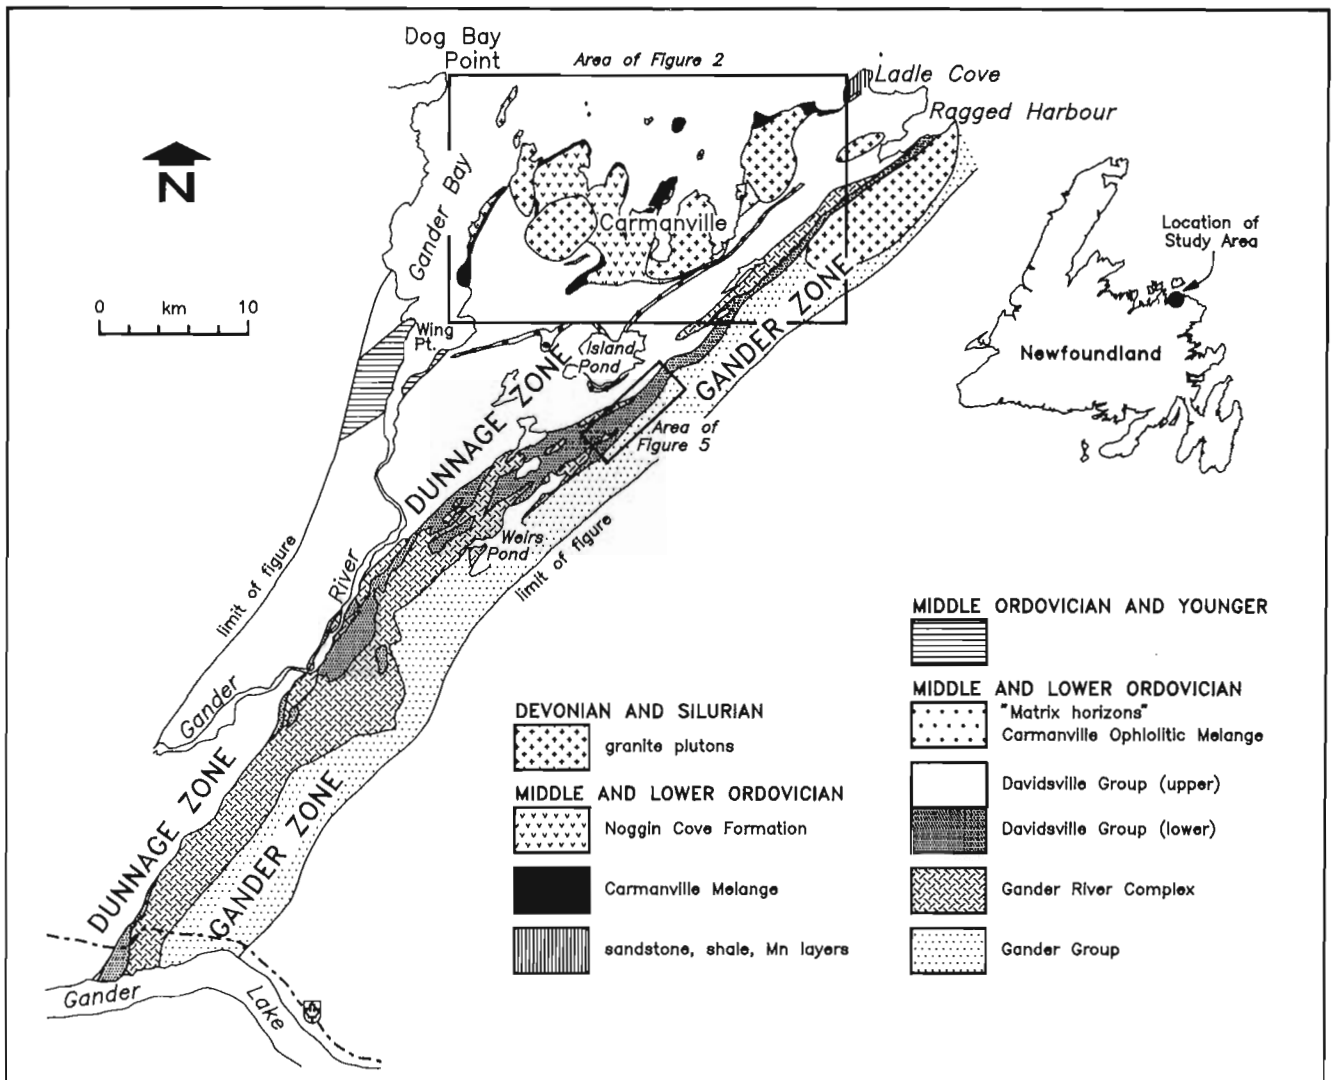 Dog Bay
Point
Area of Figure 2
Ladle Cove
Ragged Harbour
N
Gander Bay
Carmanville
Location of
Study Area
0 km 10
Wing
Pt.
Island
Pond
GANDER ZONE
Newfoundland
DUNNAGE ZONE
Area of
Figure 5
Weirs
Pond
limit of figure
limit of figure
River
Gander
DUNNAGE ZONE
GANDER ZONE
Gander
Lake
DEVONIAN AND SILURIAN
granite plutons
MIDDLE AND LOWER ORDOVICIAN
Noggin Cove Formation
Carmanville Melange
sandstone, shale, Mn layers
MIDDLE ORDOVICIAN AND YOUNGER
MIDDLE AND LOWER ORDOVICIAN
"Matrix horizons"
Carmanville Ophiolitic Melange
Davidsville Group (upper)
Davidsville Group (lower)
Gander River Complex
Gander Group